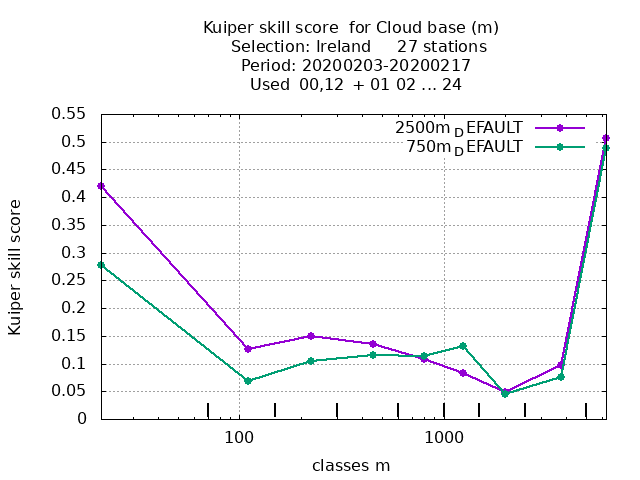 Kuiper skill score  for Cloud base (m)
Selection: Ireland     27 stations
Period: 20200203-20200217
Used  00,12  + 01 02 ... 24
2500m_DEFAULT
750m_DEFAULT
0.55
0.5
0.45
0.4
0.35
0.3
0.25
0.2
0.15
0.1
0.05
0
Kuiper skill score
100 1000
classes m